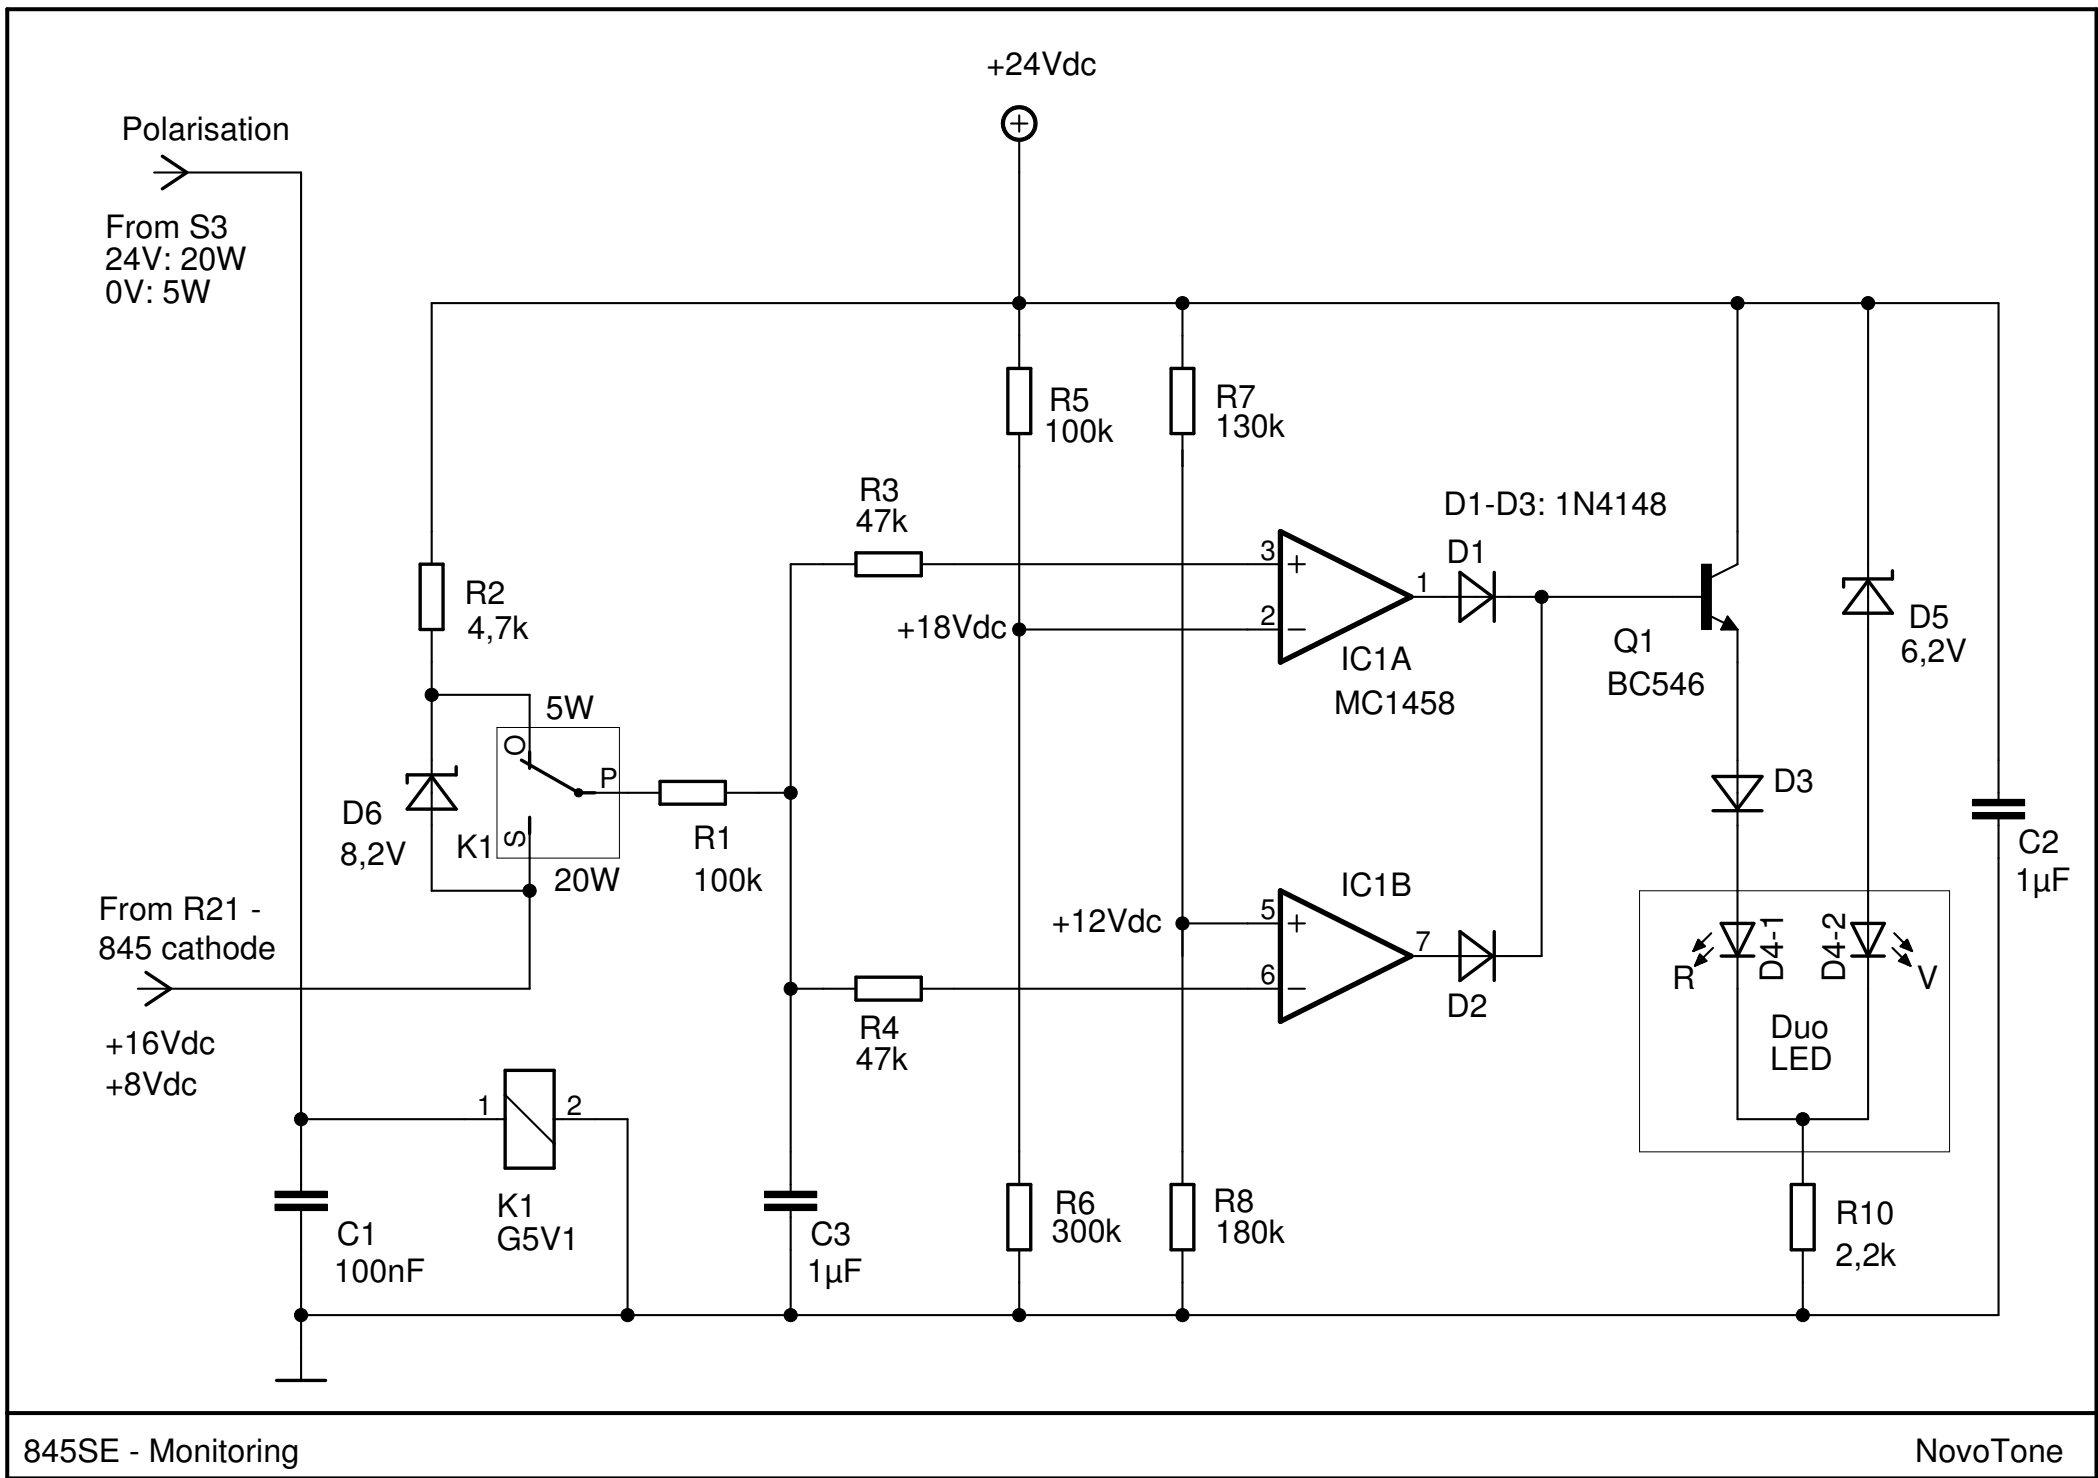 +24Vdc
Polarisation
From S3
24V: 20W
0V: 5W
R5
100k
R7
130k
R3
47k
D1-D3: 1N4148
D1
3
+
1
2
−
+18Vdc
IC1A
MC1458
Q1
BC546
D5
6,2V
R2
4,7k
5W
O
P
S
K1
20W
D6
8,2V
R1
100k
D3
C2
1µF
From R21 -
845 cathode
+16Vdc
+8Vdc
IC1B
+12Vdc
5
+
7
6
−
D2
R4
47k
R
D4-1
D4-2
V
Duo
LED
1
2
K1
G5V1
C1
100nF
C3
1µF
R6
300k
R8
180k
R10
2,2k
845SE - Monitoring
NovoTone